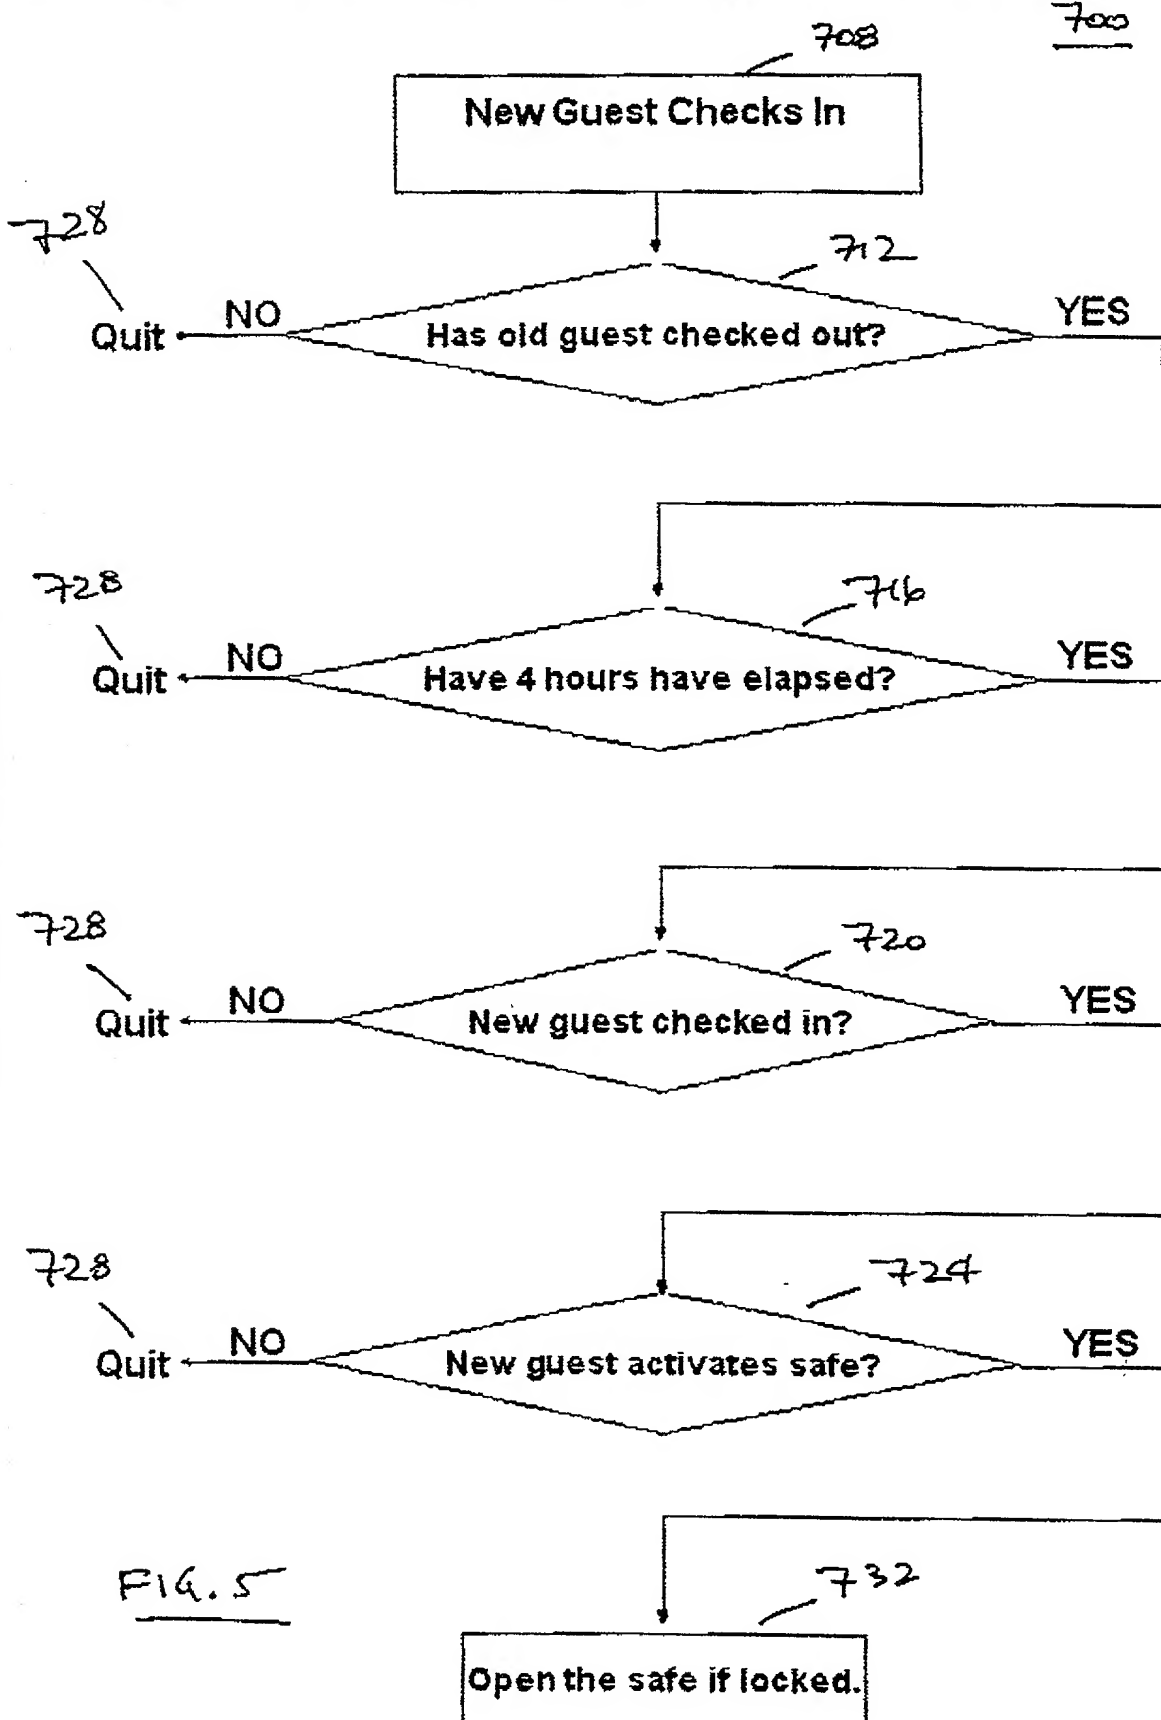 700
708
New Guest Checks In
728
712
Quit NO Has old guest checked out? YES
728
716
Quit NO Have 4 hours have elapsed? YES
728
720
Quit NO New guest checked in? YES
728
724
Quit NO New guest activates safe? YES
FIG. 5
732
Open the safe if locked.